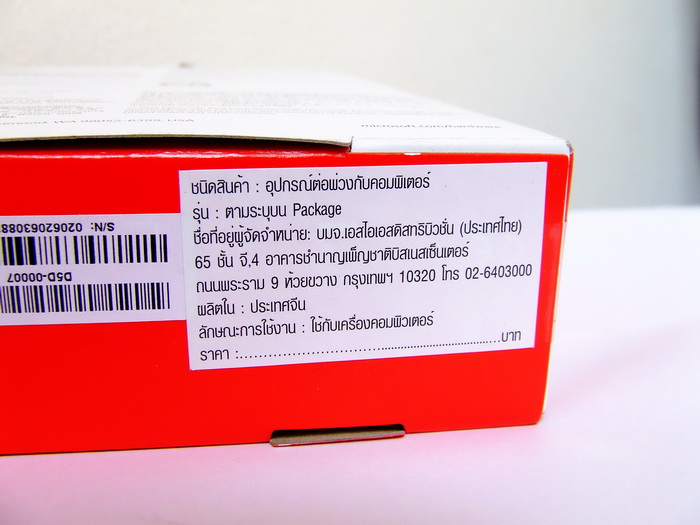 microsoft.com/hardware
ชนิดสินค้า : อุปกรณ์ต่อพ่วงกับคอมพิเตอร์
รุ่น : ตามระบุบน Package
ชื่อที่อยู่ผู้จัดจำหน่าย: บมจ.เอสไอเอสดิสทริบิวชั่น (ประเทศไทย)
65 ชั้น จี,4 อาคารชำนาญเพ็ญชาติบิสเนสเซ็นเตอร์
ถนนพระราม 9 ห้วยขวาง กรุงเทพฯ 10320 โทร 02-6403000
ผลิตใน : ประเทศจีน
ลักษณะการใช้งาน : ใช้กับเครื่องคอมพิวเตอร์
ราคา :...................................................................บาท
S/N: 0206206308
D5D-00007